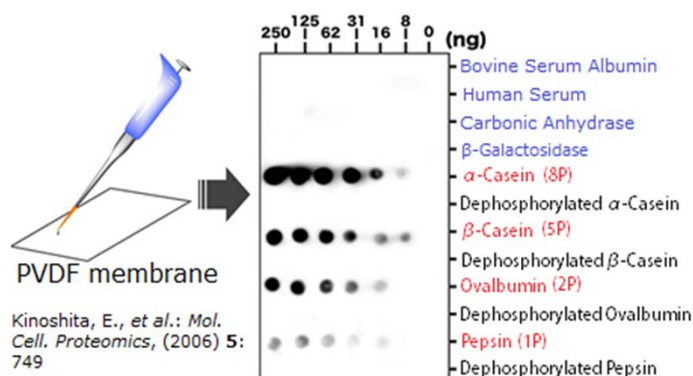 250 125 62 31 16 8 0 (ng)
Bovine Serum Albumin
Human Serum
Carbonic Anhydrase
β-Galactosidase
α-Casein (8P)
Dephosphorylated α-Casein
β-Casein (5P)
Dephosphorylated β-Casein
Ovalbumin (2P)
Dephosphorylated Ovalbumin
Pepsin (1P)
Dephosphorylated Pepsin
PVDF membrane
Kinoshita, E., et al.: Mol.
Cell. Proteomics, (2006) 5:
749